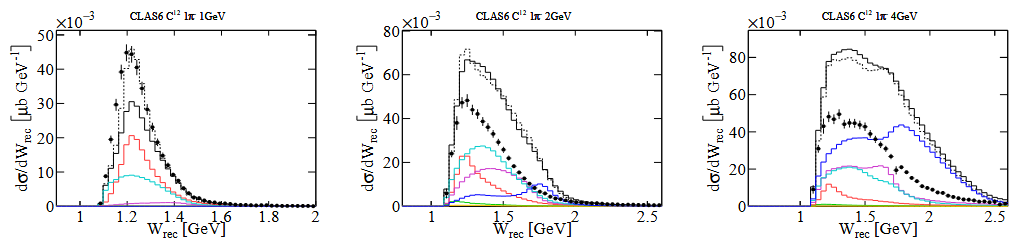 CLAS6 C¹² 1π 1GeV
×10⁻³
50
40
30
20
10
0
1 1.2 1.4 1.6 1.8 2
dσ/dW_rec [μb GeV⁻¹]
W_rec [GeV]
CLAS6 C¹² 1π 2GeV
×10⁻³
80
60
40
20
0
1 1.5 2 2.5
dσ/dW_rec [μb GeV⁻¹]
W_rec [GeV]
CLAS6 C¹² 1π 4GeV
×10⁻³
80
60
40
20
0
1 1.5 2 2.5
dσ/dW_rec [μb GeV⁻¹]
W_rec [GeV]